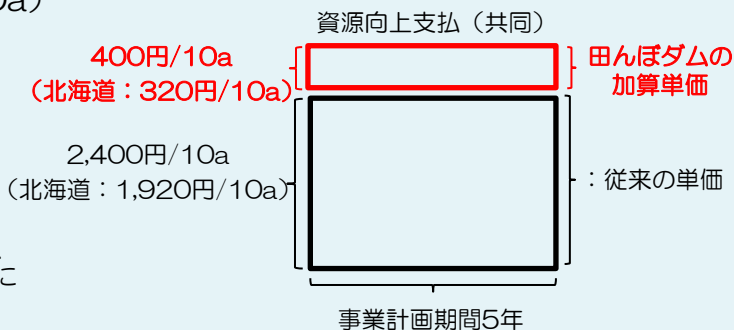 資源向上支払（共同）
400円/10a
（北海道：320円/10a）
田んぼダムの
加算単価
2,400円/10a
（北海道：1,920円/10a）
：従来の単価
に
事業計画期間5年